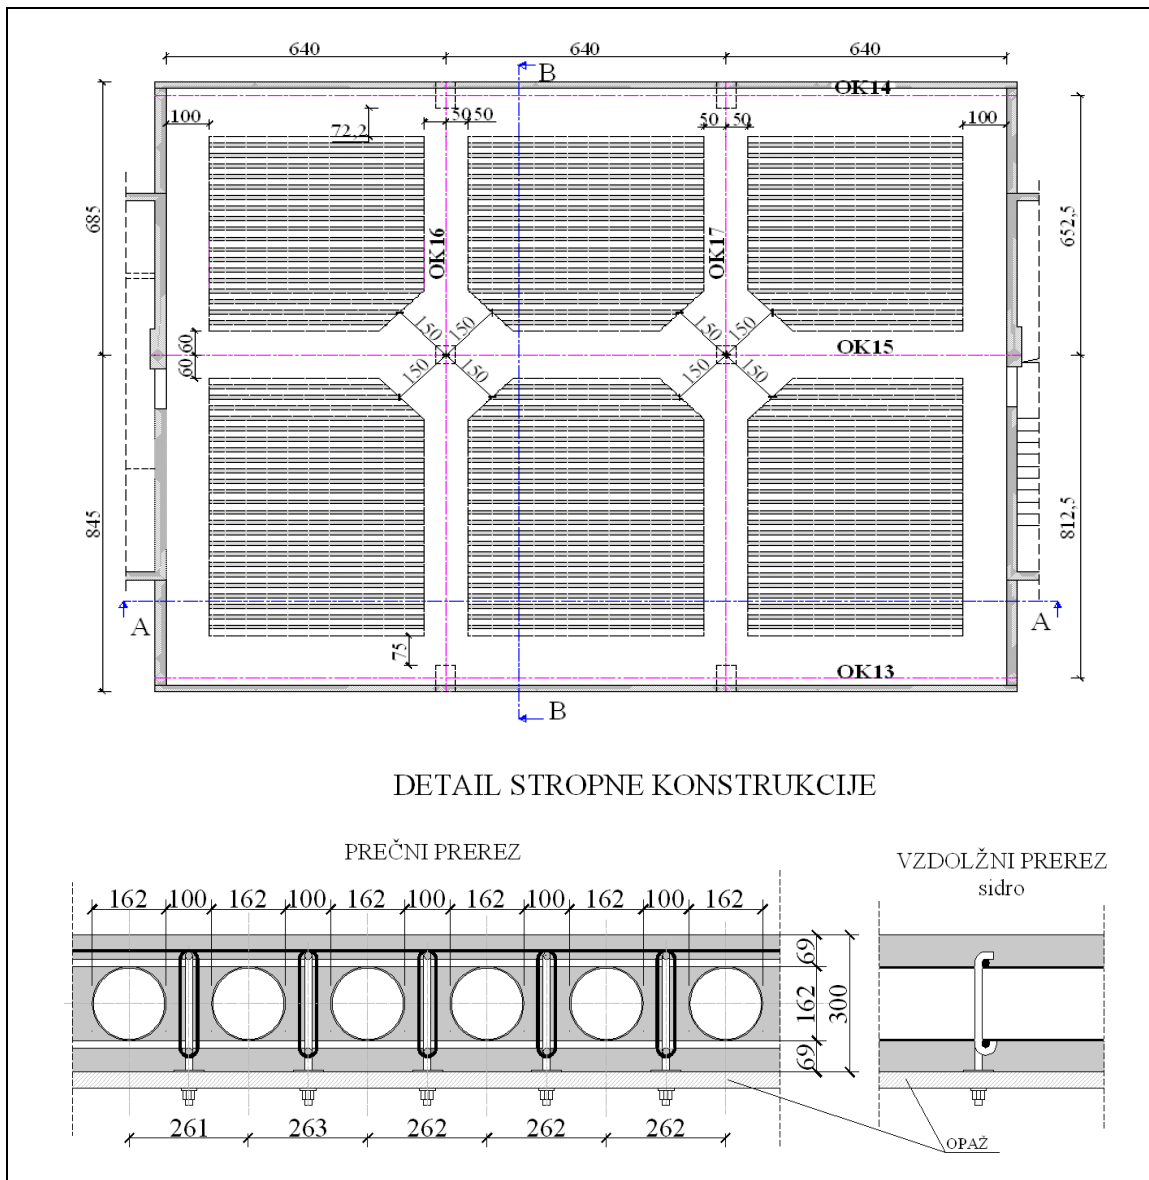 640 640 640
B
OK14
100 50 50 50 50 100
72,2
685 652,5
OK16 OK17
150 150 150 150
60 60
OK15
150 150 150 150
845 812,5
A A
75
OK13
B
DETAIL STROPNE KONSTRUKCIJE
PREČNI PREREZ
VZDOLŽNI PREREZ
sidro
162 100 162 100 162 100 162 100 162 100 162
69
162 300
69
261 263 262 262 262
OPAŽ